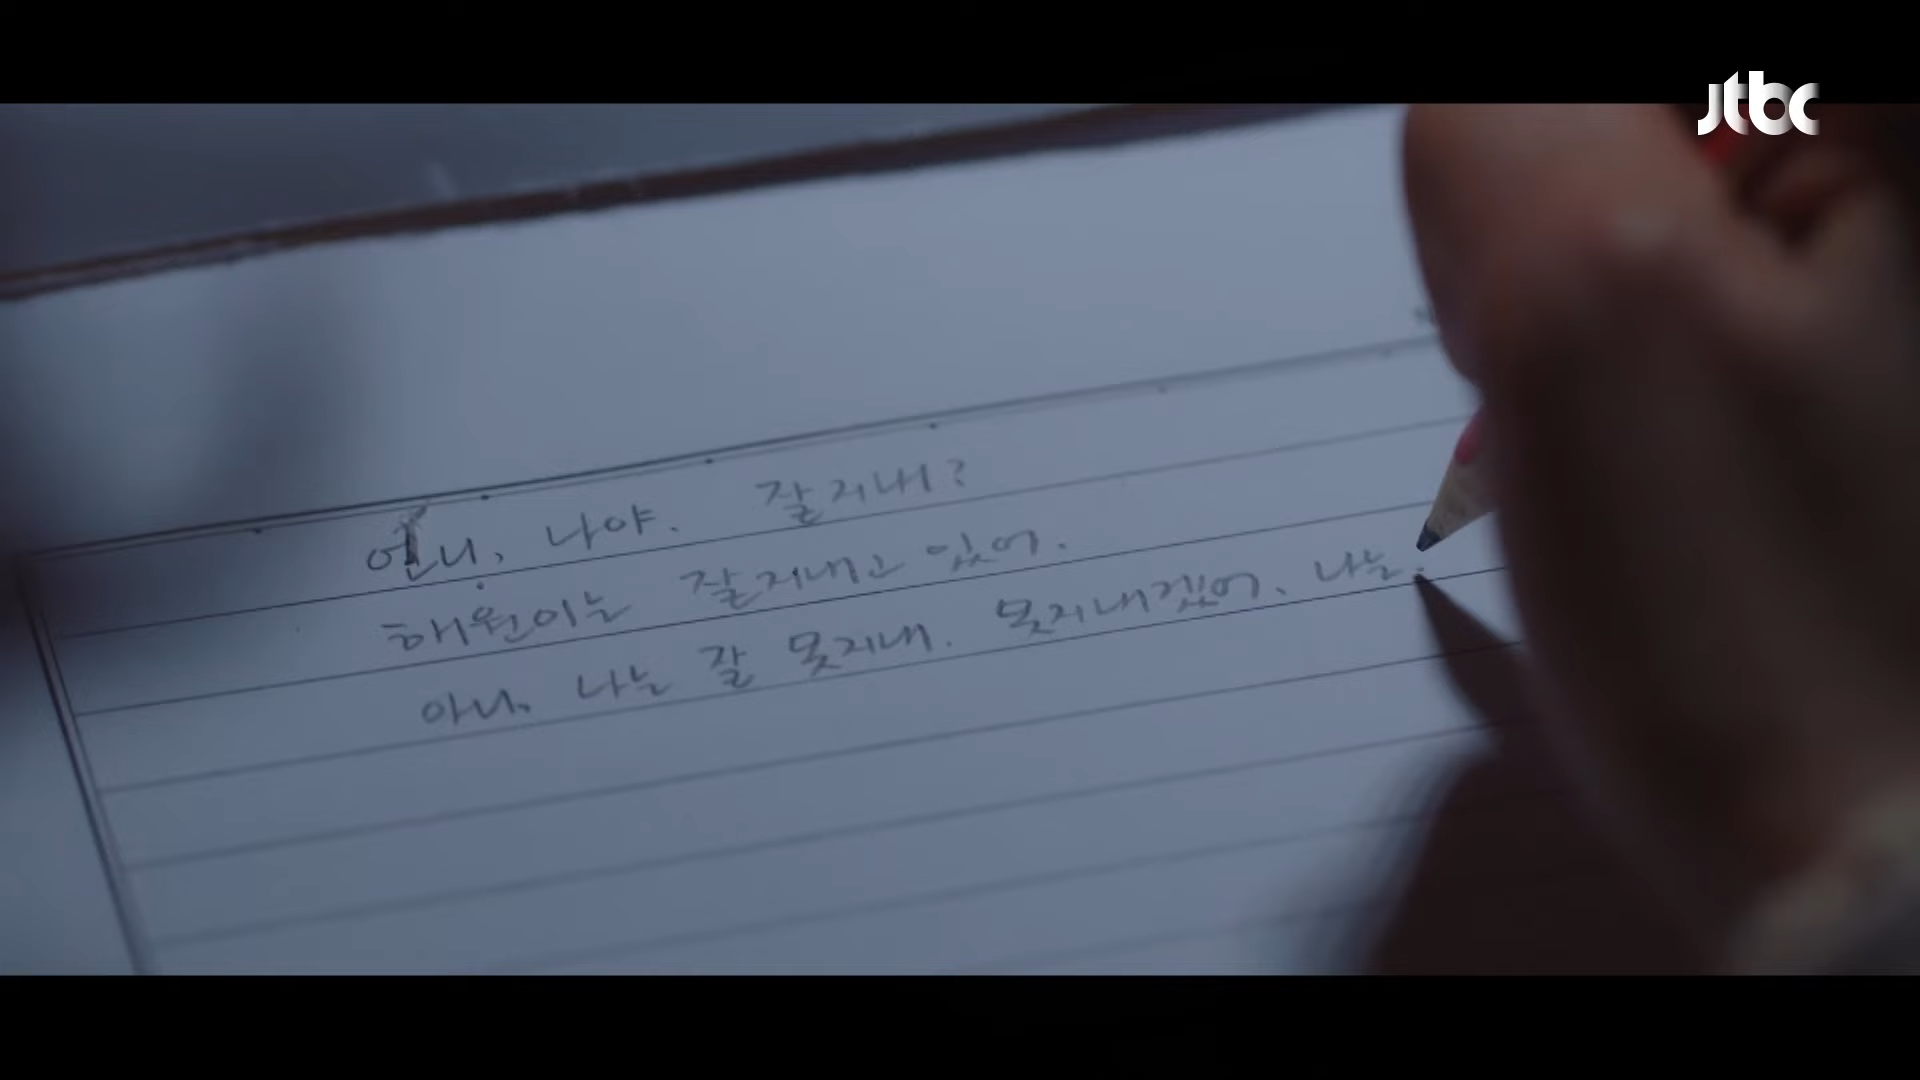 jtbc
언니, 나야. 잘지내?
해원이는 잘지내고 있어.
아니, 나는 잘 못지내. 못지내겠어. 나는.